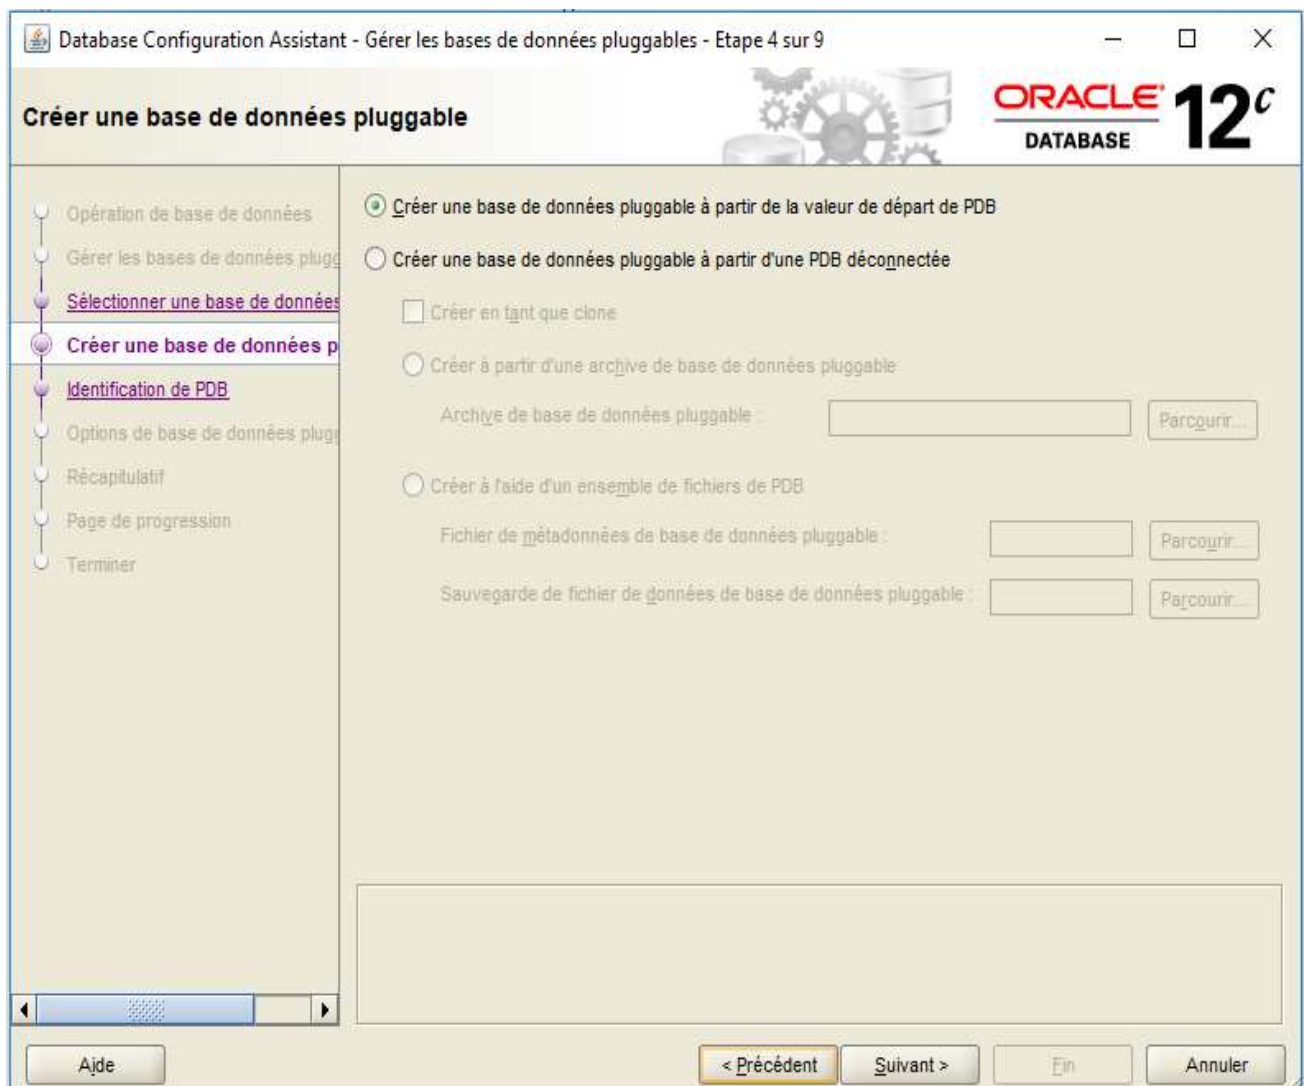 Database Configuration Assistant - Gérer les bases de données pluggables - Etape 4 sur 9
Créer une base de données pluggable
ORACLE
DATABASE
12c
Opération de base de données
Gérer les bases de données plugg
Sélectionner une base de données
Créer une base de données p
Identification de PDB
Options de base de données plugg
Récapitulatif
Page de progression
Terminer
Créer une base de données pluggable à partir de la valeur de départ de PDB
Créer une base de données pluggable à partir d'une PDB déconnectée
Créer en tant que clone
Créer à partir d'une archive de base de données pluggable
Archive de base de données pluggable : Parcourir...
Créer à l'aide d'un ensemble de fichiers de PDB
Fichier de métadonnées de base de données pluggable : Parcourir...
Sauvegarde de fichier de données de base de données pluggable : Parcourir...
Aide < Précédent Suivant > Fin Annuler